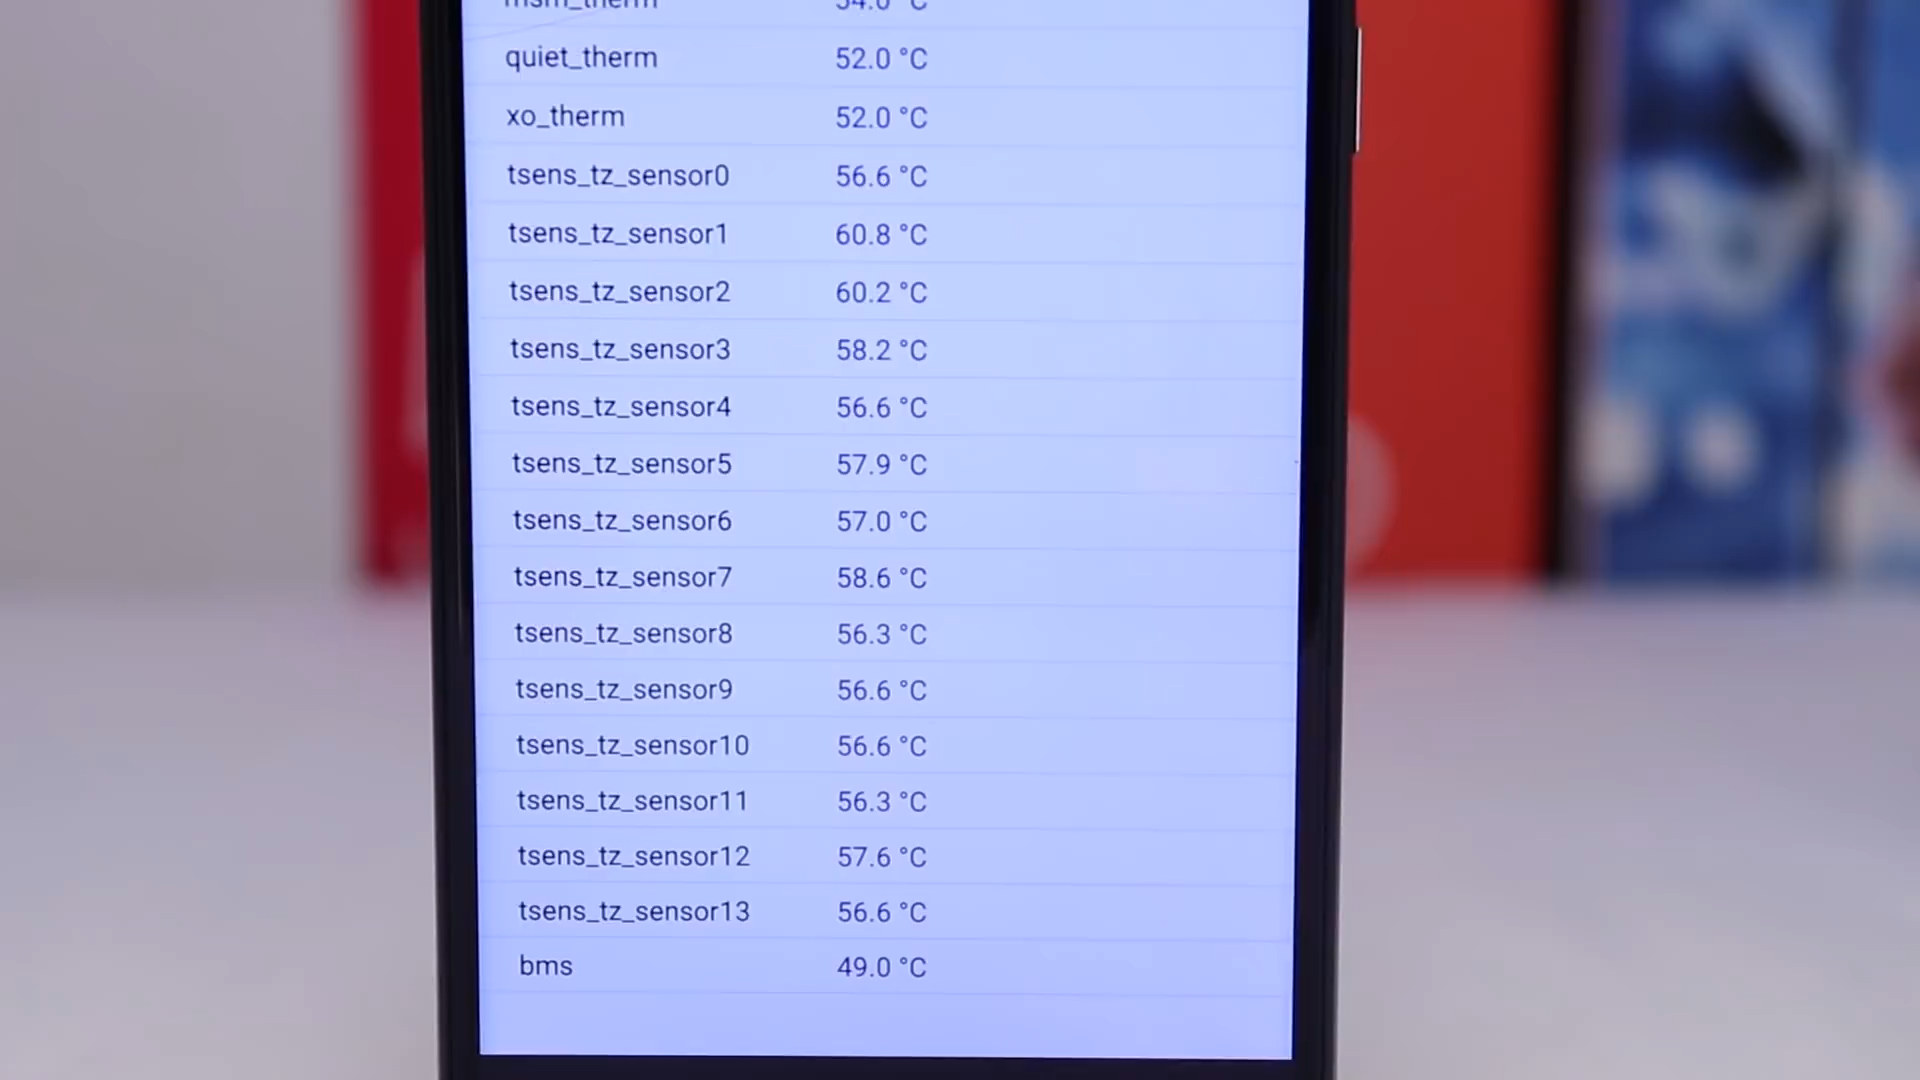 quiet_therm 52.0 °C
xo_therm 52.0 °C
tsens_tz_sensor0 56.6 °C
tsens_tz_sensor1 60.8 °C
tsens_tz_sensor2 60.2 °C
tsens_tz_sensor3 58.2 °C
tsens_tz_sensor4 56.6 °C
tsens_tz_sensor5 57.9 °C
tsens_tz_sensor6 57.0 °C
tsens_tz_sensor7 58.6 °C
tsens_tz_sensor8 56.3 °C
tsens_tz_sensor9 56.6 °C
tsens_tz_sensor10 56.6 °C
tsens_tz_sensor11 56.3 °C
tsens_tz_sensor12 57.6 °C
tsens_tz_sensor13 56.6 °C
bms 49.0 °C